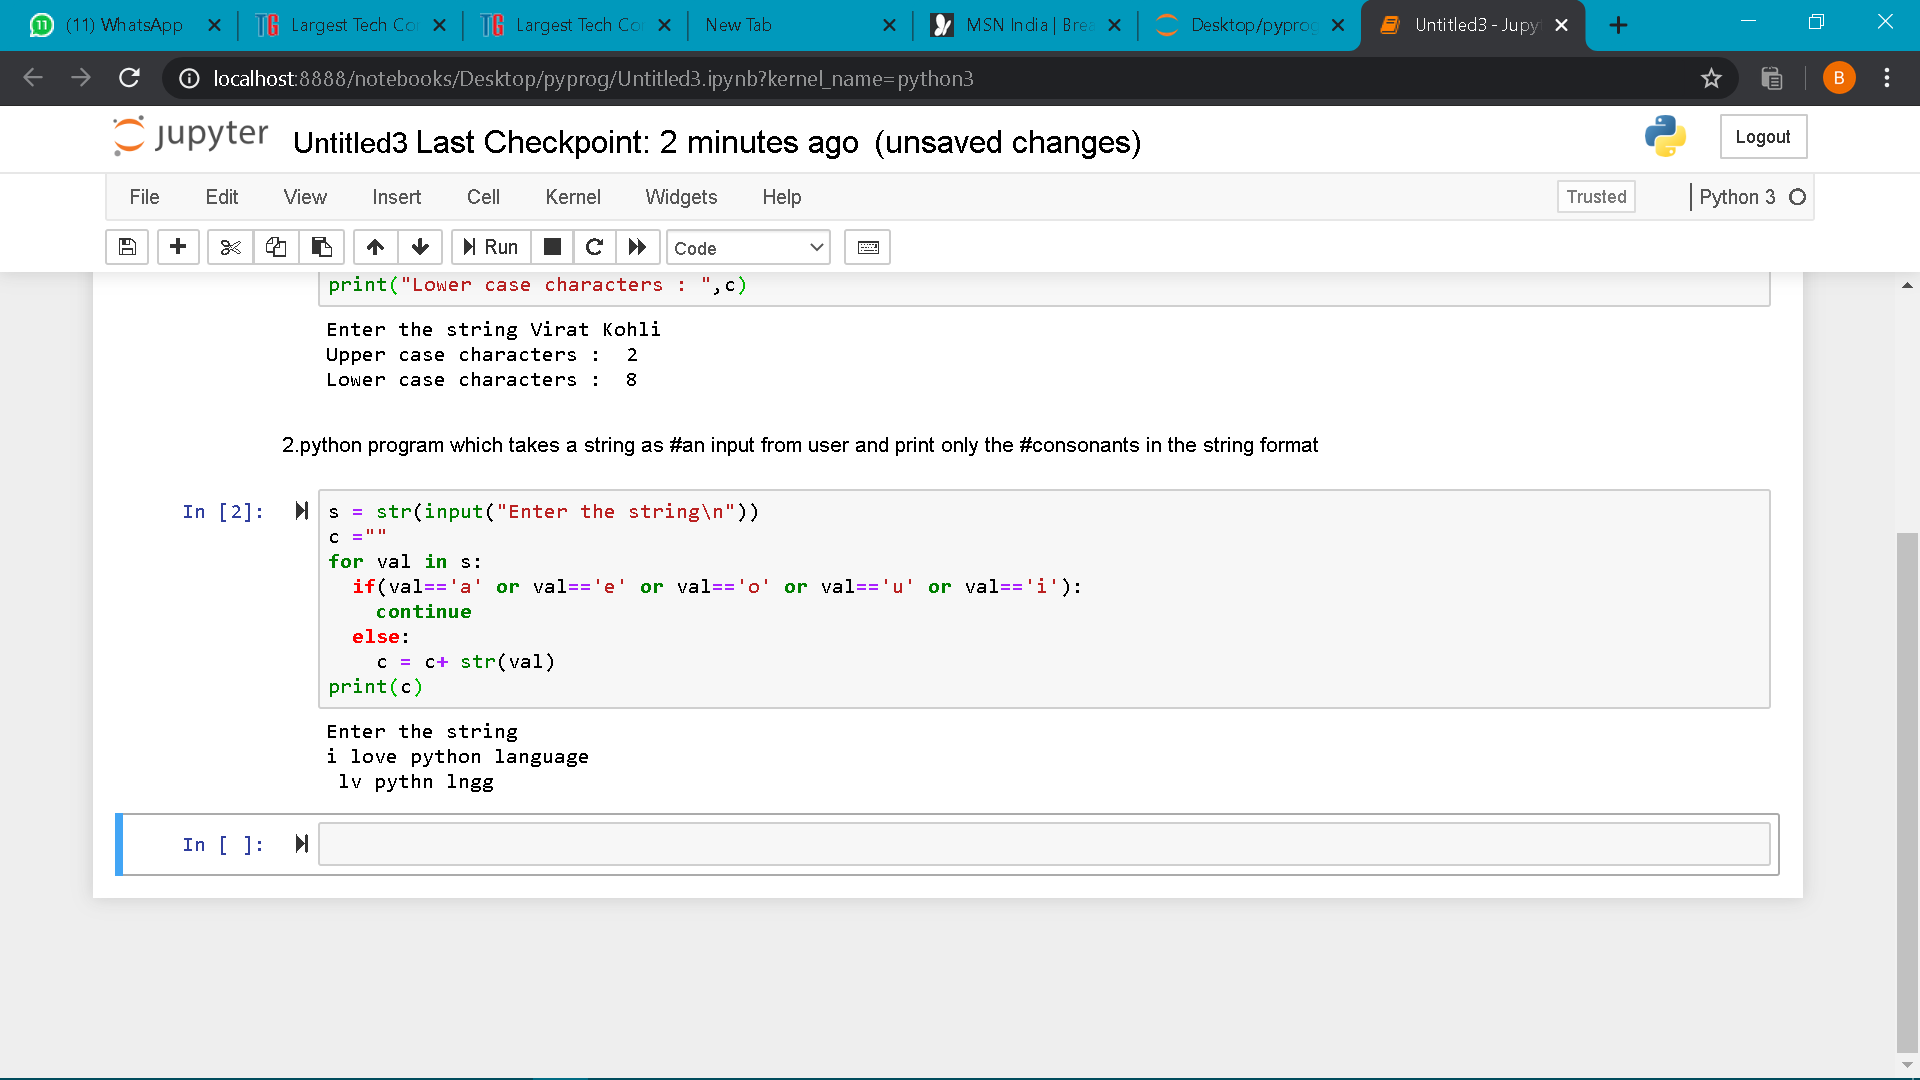 (11) WhatsApp
Largest Tech Co
Largest Tech Co
New Tab
MSN India | Brea
Desktop/pyprog
Untitled3 - Jupy
localhost:8888/notebooks/Desktop/pyprog/Untitled3.ipynb?kernel_name=python3
B
jupyter Untitled3 Last Checkpoint: 2 minutes ago (unsaved changes)
Logout
File Edit View Insert Cell Kernel Widgets Help
Trusted
Python 3
Run
Code
print("Lower case characters : ",c)
Enter the string Virat Kohli
Upper case characters :  2
Lower case characters :  8
2.python program which takes a string as #an input from user and print only the #consonants in the string format
In [2]:
s = str(input("Enter the string\n"))
c =""
for val in s:
  if(val=='a' or val=='e' or val=='o' or val=='u' or val=='i'):
    continue
  else:
    c = c+ str(val)
print(c)
Enter the string
i love python language
 lv pythn lngg
In [ ]: